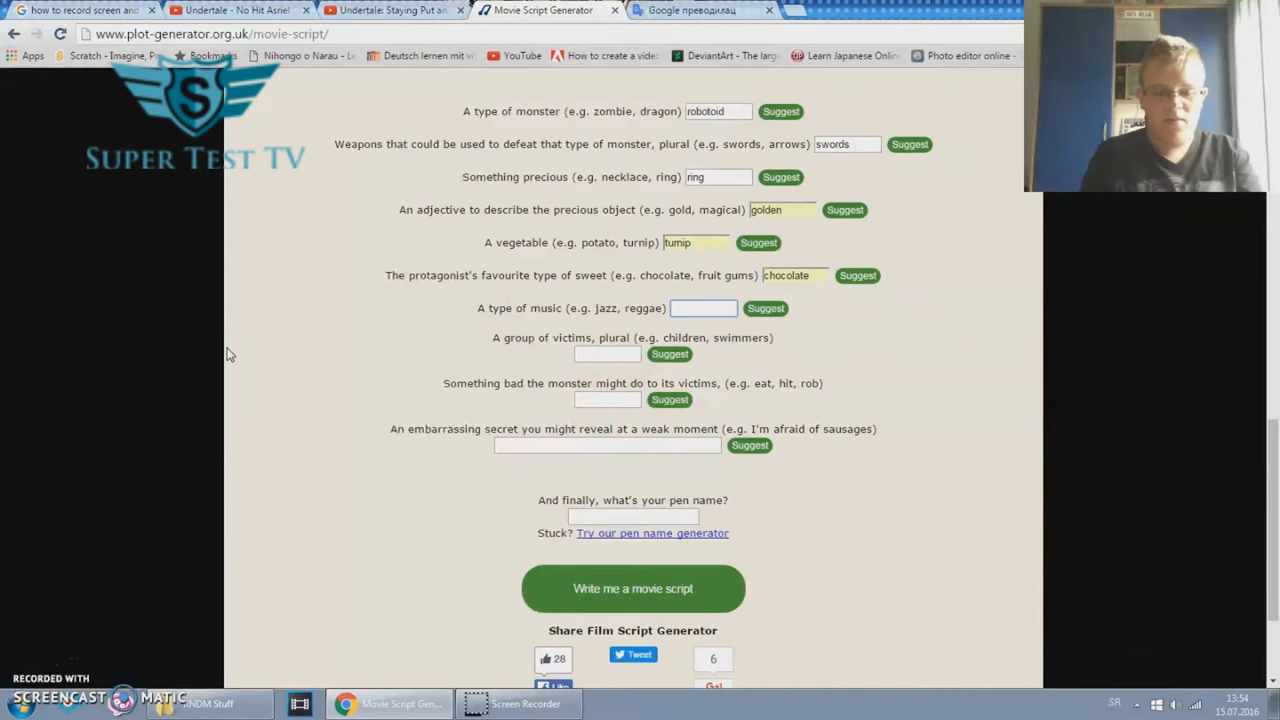 how to record screen and
Undertale - No Hit Asriel
Undertale: Staying Put an
Movie Script Generator
Google преводилац
www.plot-generator.org.uk/movie-script/
Apps
Scratch - Imagine, P
Bookmarks
Nihongo o Narau - Le
Deutsch lernen mit vi
YouTube
How to create a video
DeviantArt - The large
Learn Japanese Onlin
Photo editor online -
S
SUPER TEST TV
A type of monster (e.g. zombie, dragon) robotoid Suggest
Weapons that could be used to defeat that type of monster, plural (e.g. swords, arrows) swords Suggest
Something precious (e.g. necklace, ring) ring Suggest
An adjective to describe the precious object (e.g. gold, magical) golden Suggest
A vegetable (e.g. potato, turnip) turnip Suggest
The protagonist's favourite type of sweet (e.g. chocolate, fruit gums) chocolate Suggest
A type of music (e.g. jazz, reggae) Suggest
A group of victims, plural (e.g. children, swimmers)
Suggest
Something bad the monster might do to its victims, (e.g. eat, hit, rob)
Suggest
An embarrassing secret you might reveal at a weak moment (e.g. I'm afraid of sausages)
Suggest
And finally, what's your pen name?
Stuck? Try our pen name generator
Write me a movie script
Share Film Script Generator
28
Tweet
6
Like
RECORDED WITH
SCREENCAST MATIC
RNDM Stuff
Movie Script Gen...
Screen Recorder
SR
13:54
15.07.2016